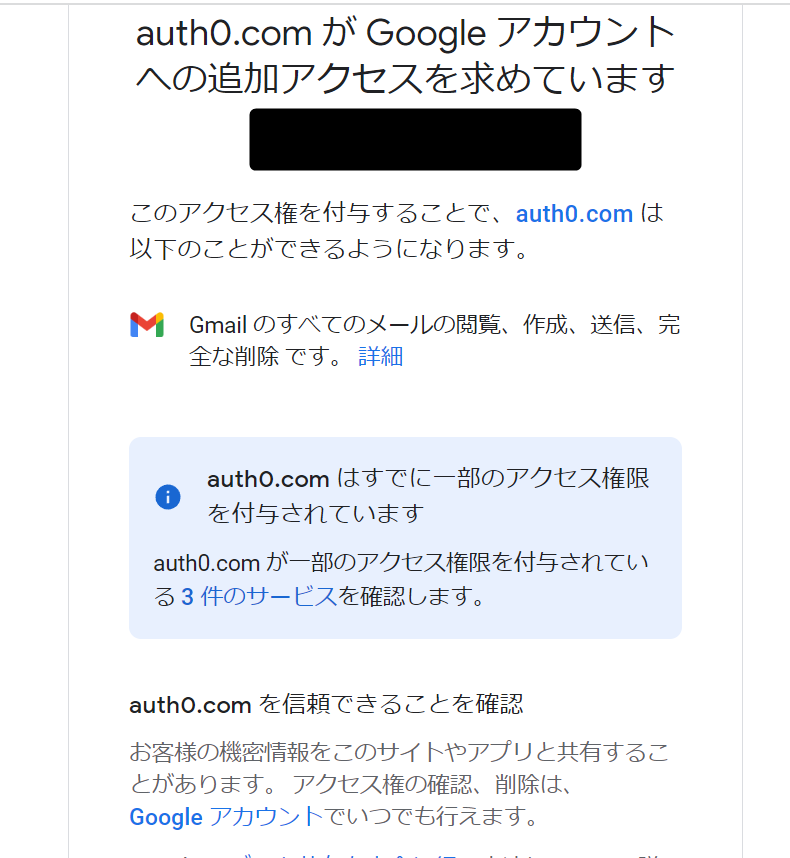 auth0.com が Google アカウント
への追加アクセスを求めています
このアクセス権を付与することで、auth0.com は
以下のことができるようになります。
Gmail のすべてのメールの閲覧、作成、送信、完
全な削除 です。 詳細
auth0.com はすでに一部のアクセス権限
を付与されています
auth0.com が一部のアクセス権限を付与されてい
る 3 件のサービスを確認します。
auth0.com を信頼できることを確認
お客様の機密情報をこのサイトやアプリと共有するこ
とがあります。 アクセス権の確認、削除は、
Google アカウントでいつでも行えます。